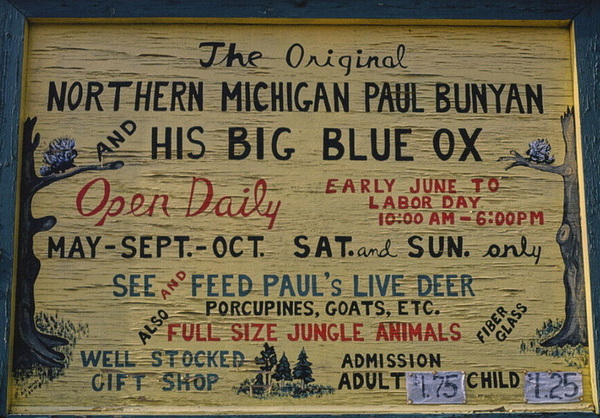 The Original
NORTHERN MICHIGAN PAUL BUNYAN
AND HIS BIG BLUE OX
Open Daily
EARLY JUNE TO
LABOR DAY
10:00 AM - 6:00PM
MAY-SEPT.-OCT. SAT. and SUN. only
SEE AND FEED PAUL'S LIVE DEER
PORCUPINES, GOATS, ETC.
ALSO FULL SIZE JUNGLE ANIMALS FIBER GLASS
WELL STOCKED
GIFT SHOP
ADMISSION
ADULT 1.75 CHILD 1.25